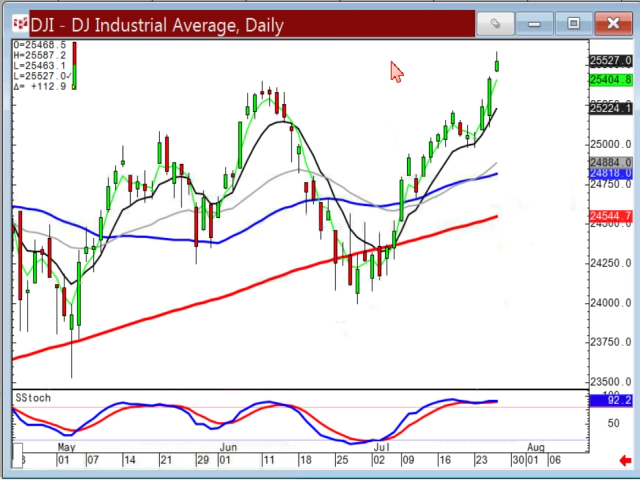 DJI - DJ Industrial Average, Daily
O=25468.5
H=25587.2
L=25463.1
L=25527.0✓
Δ= +112.9
25527.0
25404.8
25224.1
25000.0
24884.0
24818.0
24750.0
24544.7
24250.0
24000.0
23750.0
23500.0
SStoch
92.2
50
May Jun Jul Aug
01 07 14 21 29 01 11 18 25 02 09 16 23 30 01 06